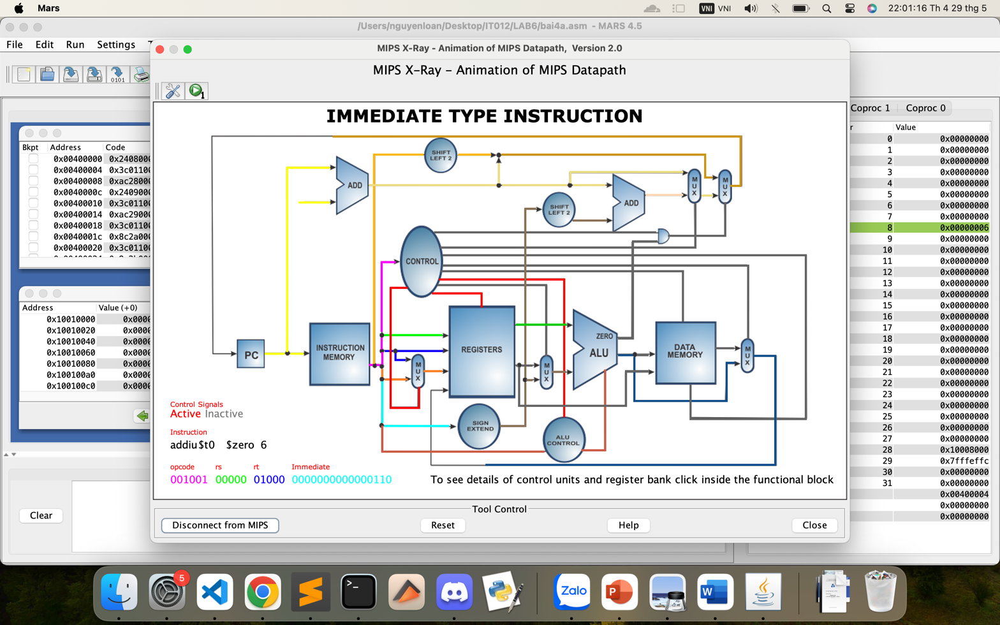 Mars
VNI VNI 22:01:16 Th 4 29 thg 5
/Users/nguyenloan/Desktop/IT012/LAB6/bai4a.asm - MARS 4.5
File Edit Run Settings
MIPS X-Ray - Animation of MIPS Datapath, Version 2.0
MIPS X-Ray – Animation of MIPS Datapath
0101
1
Coproc 1 Coproc 0
IMMEDIATE TYPE INSTRUCTION
Bkpt Address Code
0x00400000 0x240800
0x00400004 0x3c0110
0x00400008 0xac2800
0x0040000c 0x240900
0x00400010 0x3c0110
0x00400014 0xac2900
0x00400018 0x3c0110
0x0040001c 0x8c2a00
0x00400020 0x3c0110
Address Value (+0)
0x10010000 0x000
0x10010020 0x000
0x10010040 0x000
0x10010060 0x000
0x10010080 0x000
0x100100a0 0x000
0x100100c0 0x000
Clear
SHIFT LEFT 2
ADD
MUX
MUX
SHIFT LEFT 2
ADD
CONTROL
PC
INSTRUCTION MEMORY
MUX
REGISTERS
MUX
ZERO
ALU
DATA MEMORY
MUX
SIGN EXTEND
ALU CONTROL
Control Signals
Active Inactive
Instruction
addiu $t0 $zero 6
opcode rs rt Immediate
001001 00000 01000 0000000000000110
To see details of control units and register bank click inside the functional block
Tool Control
Disconnect from MIPS Reset Help Close
r Value
0 0x00000000
1 0x00000000
2 0x00000000
3 0x00000000
4 0x00000000
5 0x00000000
6 0x00000000
7 0x00000000
8 0x00000006
9 0x00000000
10 0x00000000
11 0x00000000
12 0x00000000
13 0x00000000
14 0x00000000
15 0x00000000
16 0x00000000
17 0x00000000
18 0x00000000
19 0x00000000
20 0x00000000
21 0x00000000
22 0x00000000
23 0x00000000
24 0x00000000
25 0x00000000
26 0x00000000
27 0x00000000
28 0x10008000
29 0x7fffeffc
30 0x00000000
31 0x00000000
0x00400004
0x00000000
0x00000000
5
>_
Zalo
P
W